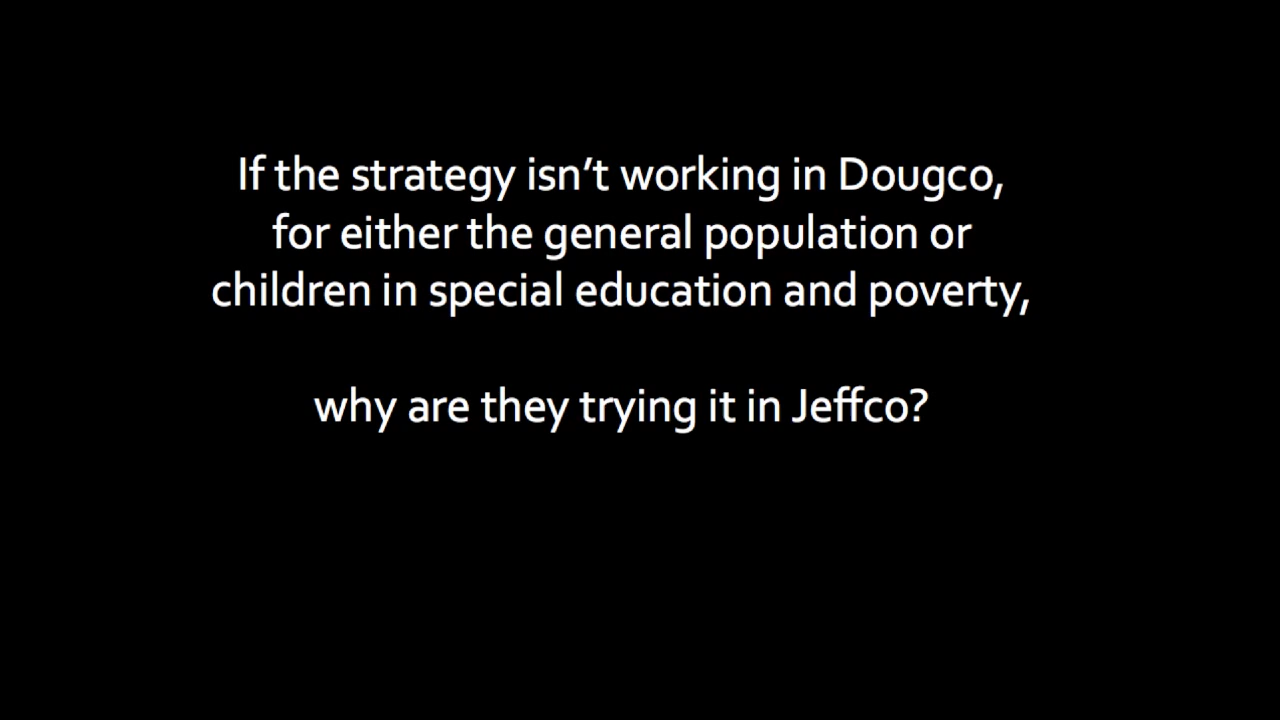 If the strategy isn’t working in Dougco,
for either the general population or
children in special education and poverty,
why are they trying it in Jeffco?